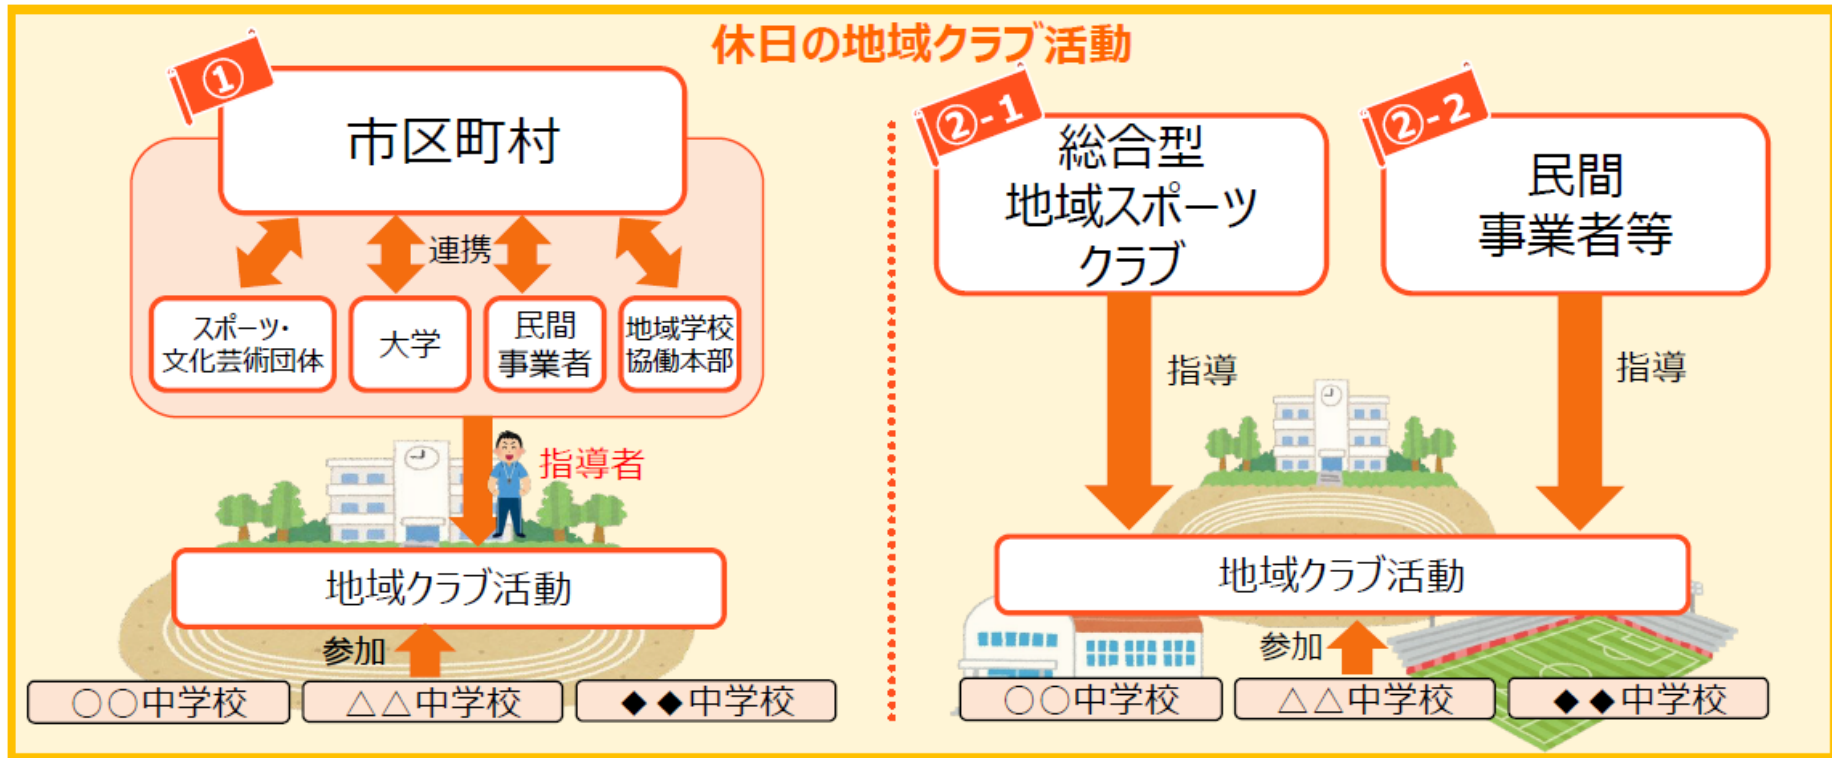 休日の地域クラブ活動
①
市区町村
連携
スポーツ・
文化芸術団体
大学
民間
事業者
地域学校
協働本部
指導者
地域クラブ活動
参加
○○中学校
△△中学校
◆◆中学校
②-1
総合型
地域スポーツ
クラブ
②-2
民間
事業者等
指導
指導
地域クラブ活動
参加
○○中学校
△△中学校
◆◆中学校